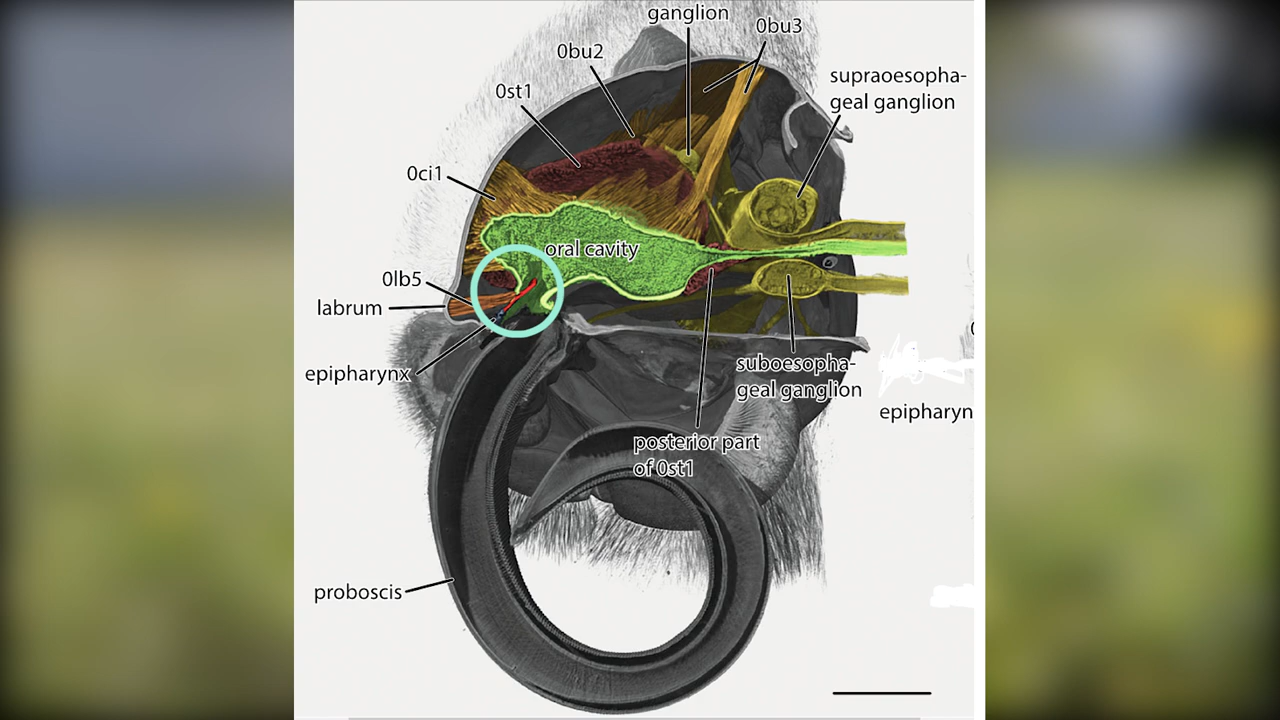 ganglion
0bu3
0bu2
supraoesopha-
geal ganglion
0st1
0ci1
oral cavity
0lb5
labrum
epipharynx
suboesopha-
geal ganglion
epipharyn
posterior part
of 0st1
proboscis